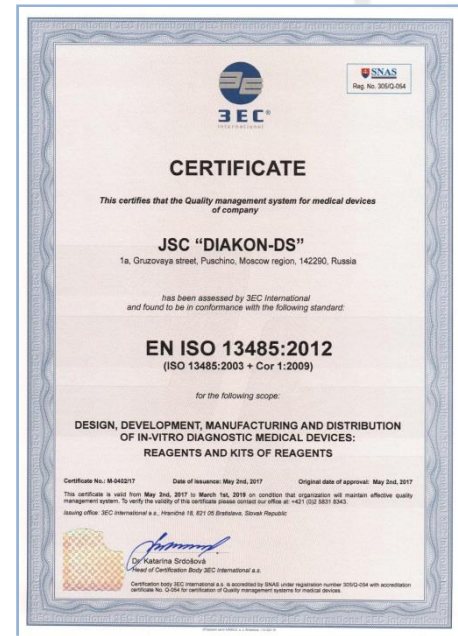 SNAS
Reg. No. 305/Q-054
3EC®
International
CERTIFICATE
This certifies that the Quality management system for medical devices
of company
JSC "DIAKON-DS"
1a, Gruzovaya street, Puschino, Moscow region, 142290, Russia
has been assessed by 3EC International
and found to be in conformance with the following standard:
EN ISO 13485:2012
(ISO 13485:2003 + Cor 1:2009)
for the following scope:
DESIGN, DEVELOPMENT, MANUFACTURING AND DISTRIBUTION
OF IN-VITRO DIAGNOSTIC MEDICAL DEVICES:
REAGENTS AND KITS OF REAGENTS
Certificate No.: M-0402/17 Date of issuance: May 2nd, 2017 Original date of approval: May 2nd, 2017
This certificate is valid from May 2nd, 2017 to March 1st, 2019 on condition that organization will maintain effective quality
management system. To verify the validity of this certificate please contact our office at: +421 (0)2 5831 8343.
Issuing office: 3EC International a.s., Hraničná 18, 821 05 Bratislava, Slovak Republic
Dr. Katarína Srdošová
Head of Certification Body 3EC International a.s.
Certification body 3EC International a.s. is accredited by SNAS under registration number 305/Q-054 with accreditation
certificate No. Q-054 for certification of Quality management systems for medical devices.